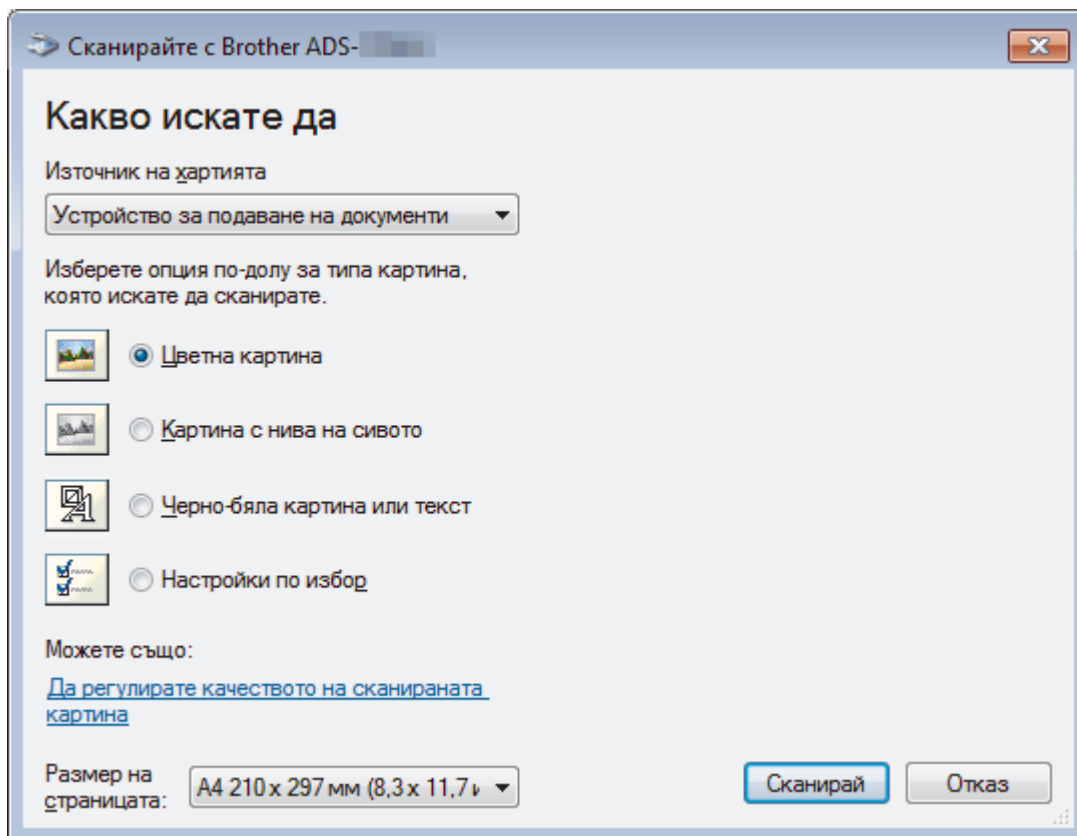 Сканирайте с Brother ADS-
Какво искате да
Източник на хартията
Устройство за подаване на документи
Изберете опция по-долу за типа картина,
която искате да сканирате.
Цветна картина
Картина с нива на сивото
Черно-бяла картина или текст
Настройки по избор
Можете също:
Да регулирате качеството на сканираната
картина
Размер на
страницата:
A4 210 x 297 мм (8,3 x 11,7
Сканирай
Отказ